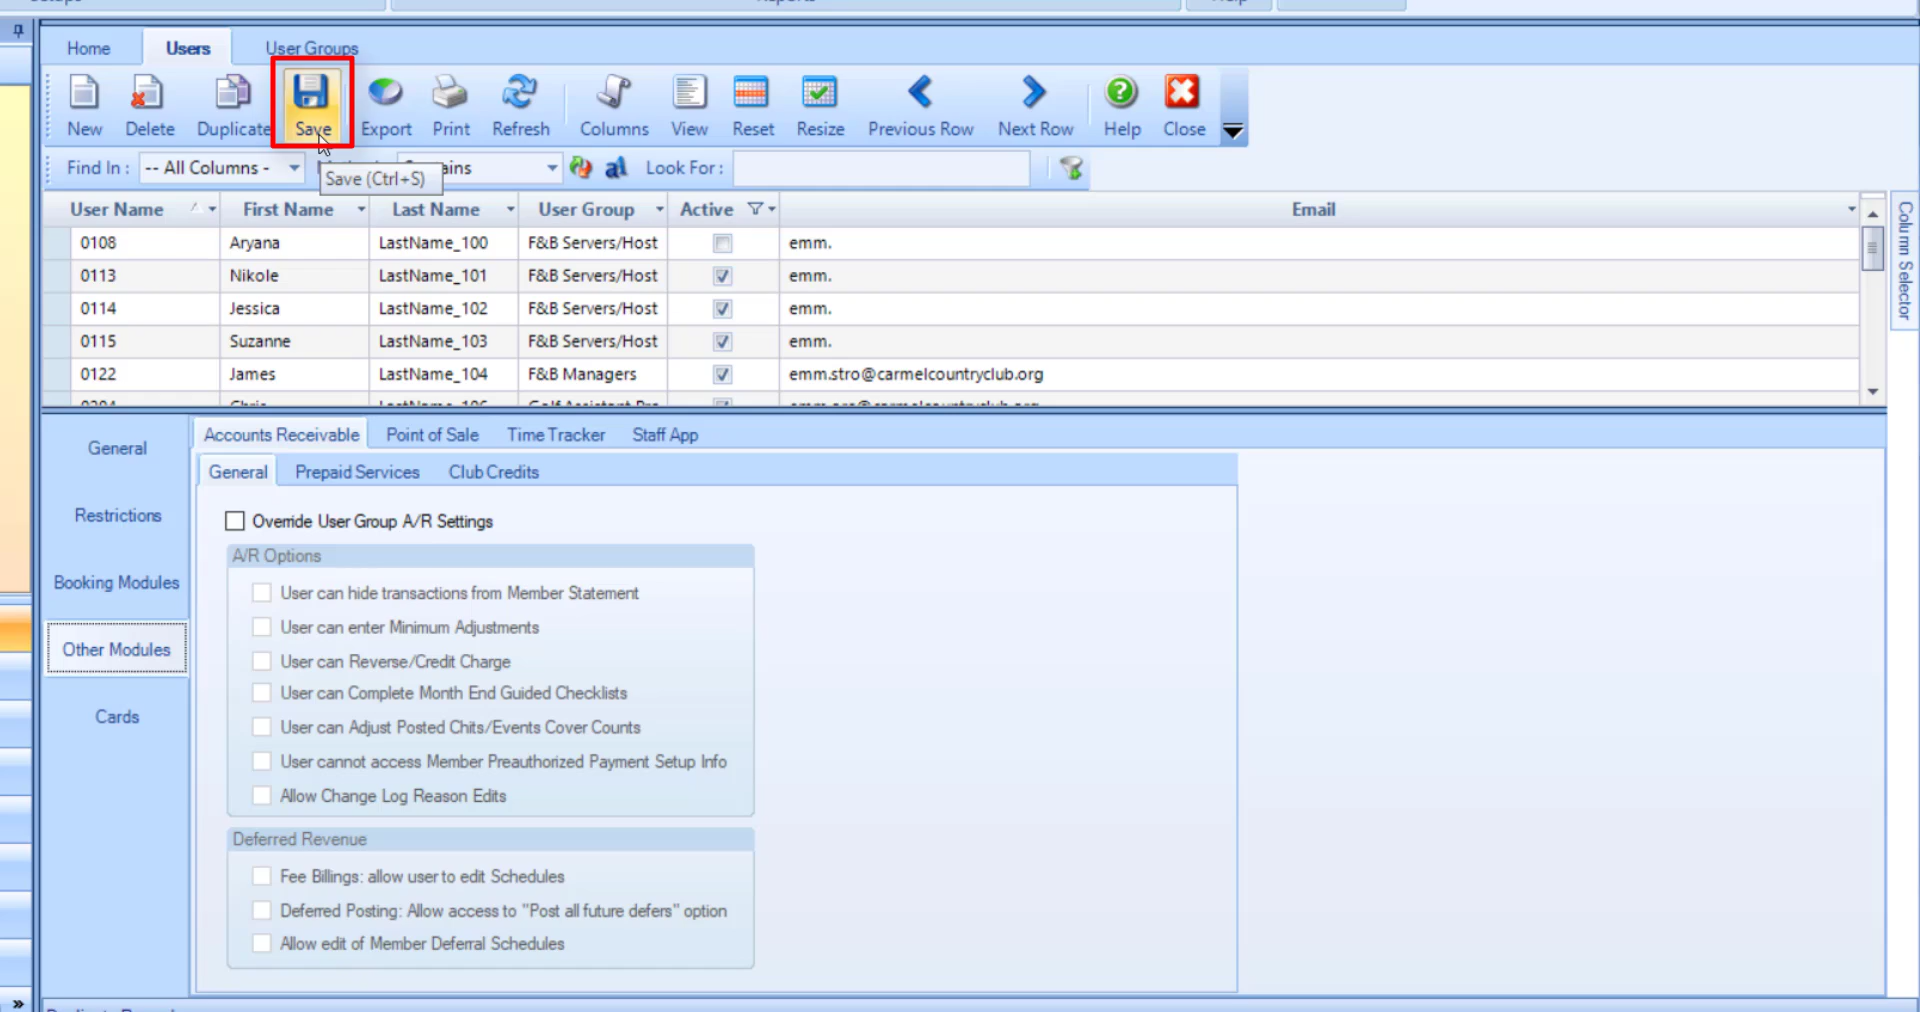 Home Users User Groups
New Delete Duplicate Save Export Print Refresh Columns View Reset Resize Previous Row Next Row Help Close
Find In : -- All Columns - ains Look For :
Save (Ctrl+S)
User Name First Name Last Name User Group Active Email
0108 Aryana LastName_100 F&B Servers/Host emm.
0113 Nikole LastName_101 F&B Servers/Host emm.
0114 Jessica LastName_102 F&B Servers/Host emm.
0115 Suzanne LastName_103 F&B Servers/Host emm.
0122 James LastName_104 F&B Managers emm.stro@carmelcountryclub.org
Column Selector
General
Restrictions
Booking Modules
Other Modules
Cards
Accounts Receivable Point of Sale Time Tracker Staff App
General Prepaid Services Club Credits
Override User Group A/R Settings
A/R Options
User can hide transactions from Member Statement
User can enter Minimum Adjustments
User can Reverse/Credit Charge
User can Complete Month End Guided Checklists
User can Adjust Posted Chits/Events Cover Counts
User cannot access Member Preauthorized Payment Setup Info
Allow Change Log Reason Edits
Deferred Revenue
Fee Billings: allow user to edit Schedules
Deferred Posting: Allow access to "Post all future defers" option
Allow edit of Member Deferral Schedules